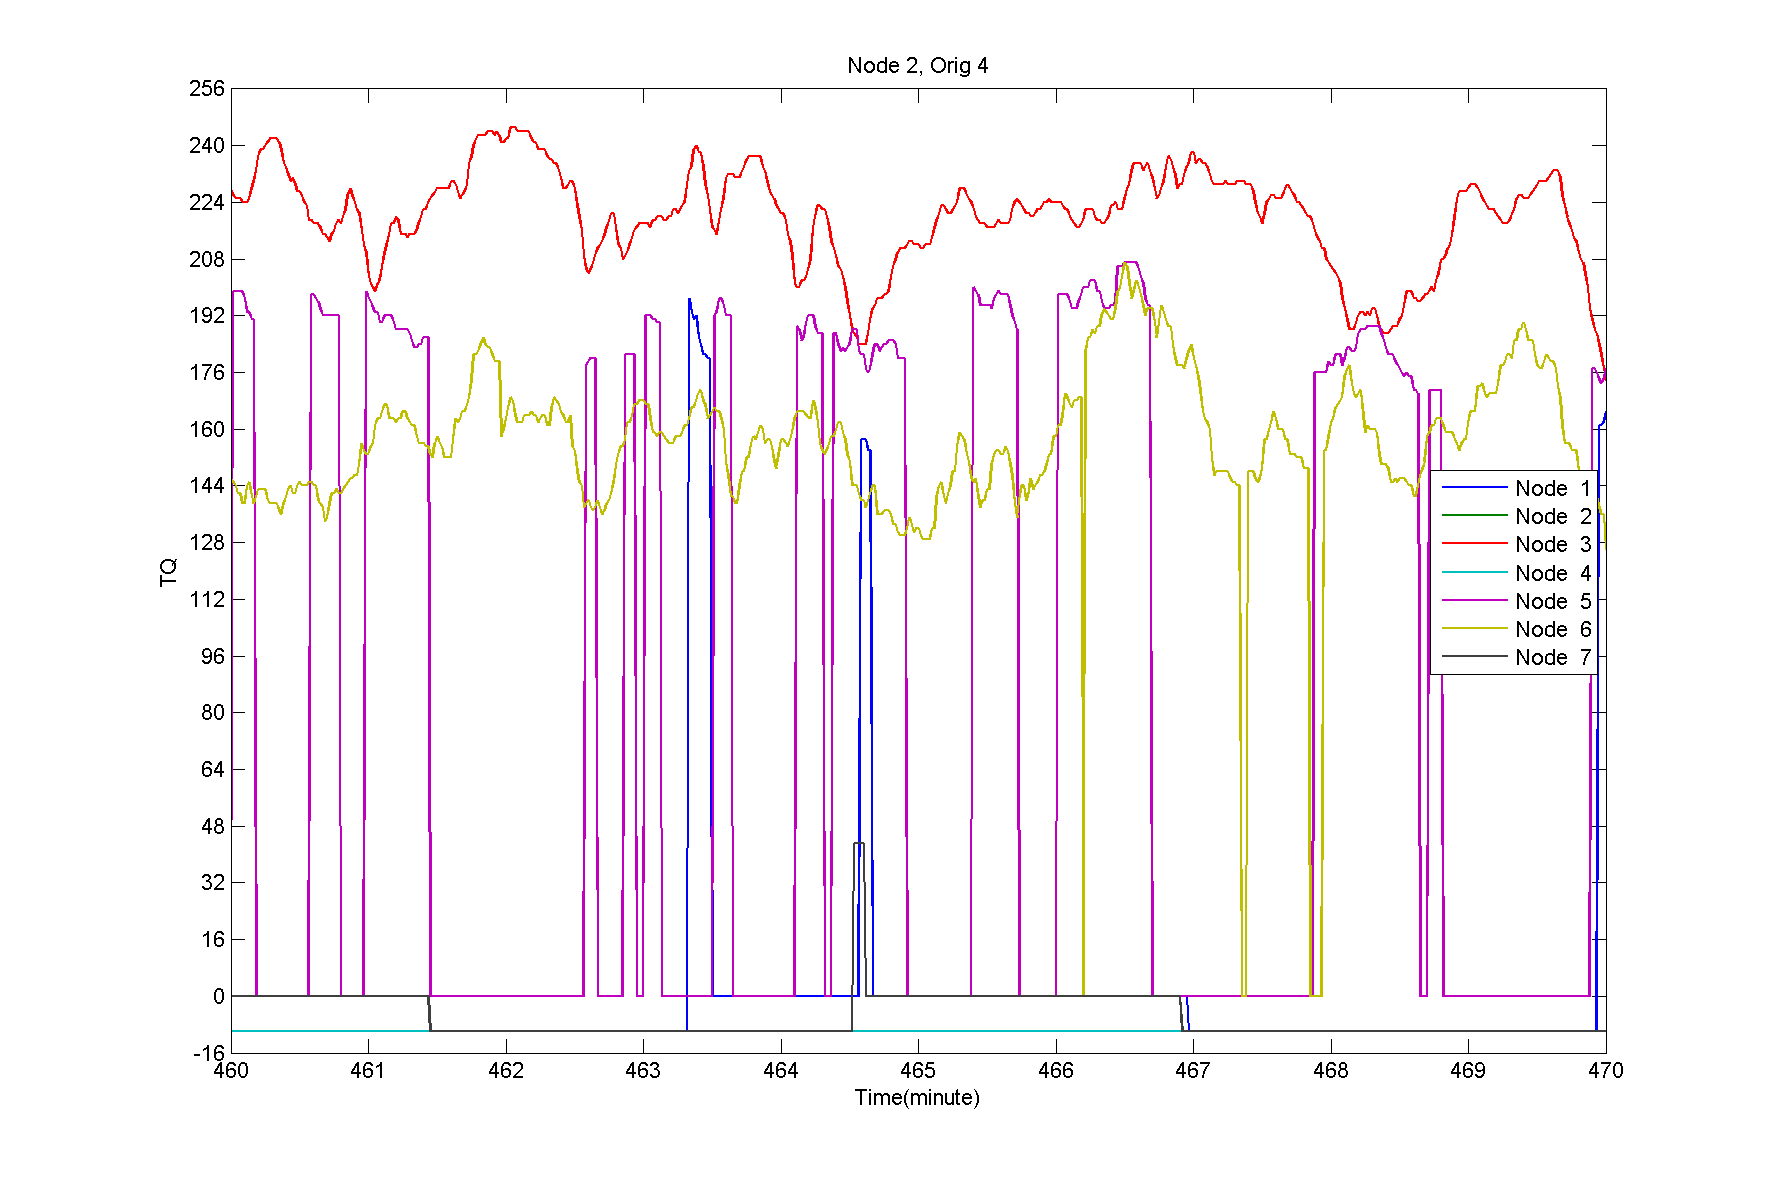 Node 2, Orig 4
256
240
224
208
192
176
160
144
128
112
96
80
64
48
32
16
0
-16
TQ
460 461 462 463 464 465 466 467 468 469 470
Time(minute)
Node 1
Node 2
Node 3
Node 4
Node 5
Node 6
Node 7